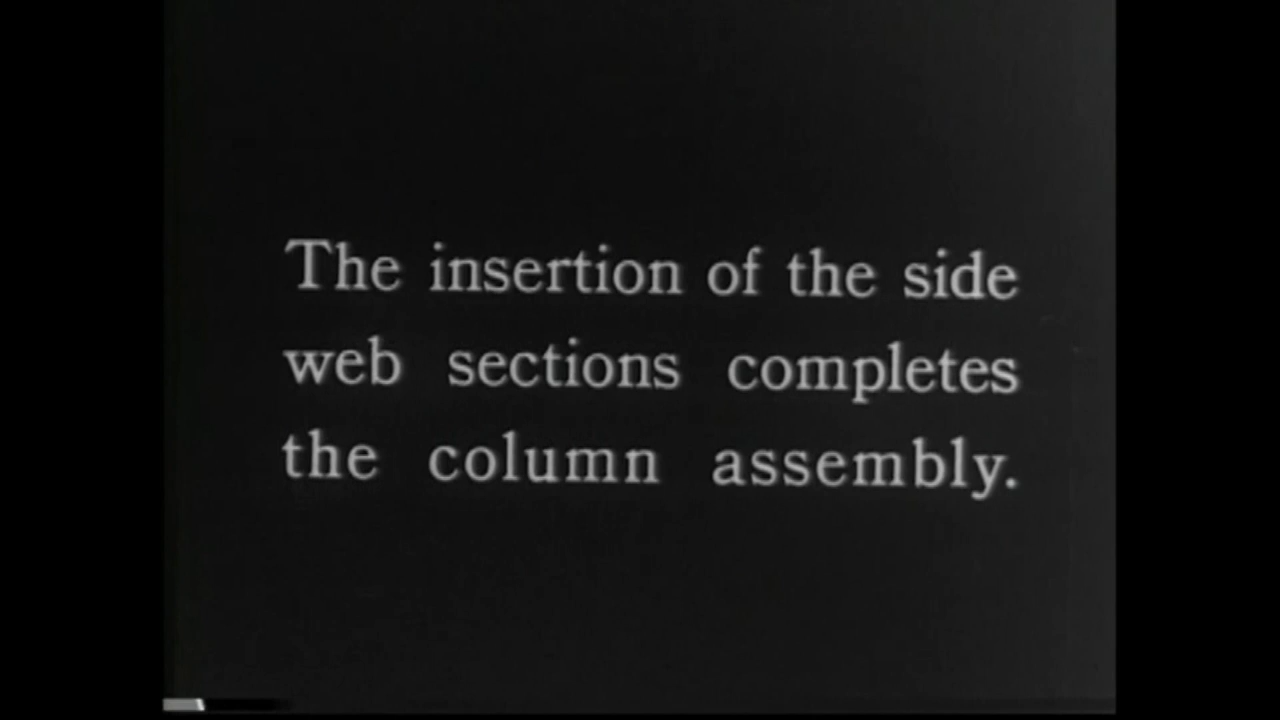 The insertion of the side
web sections completes
the column assembly.